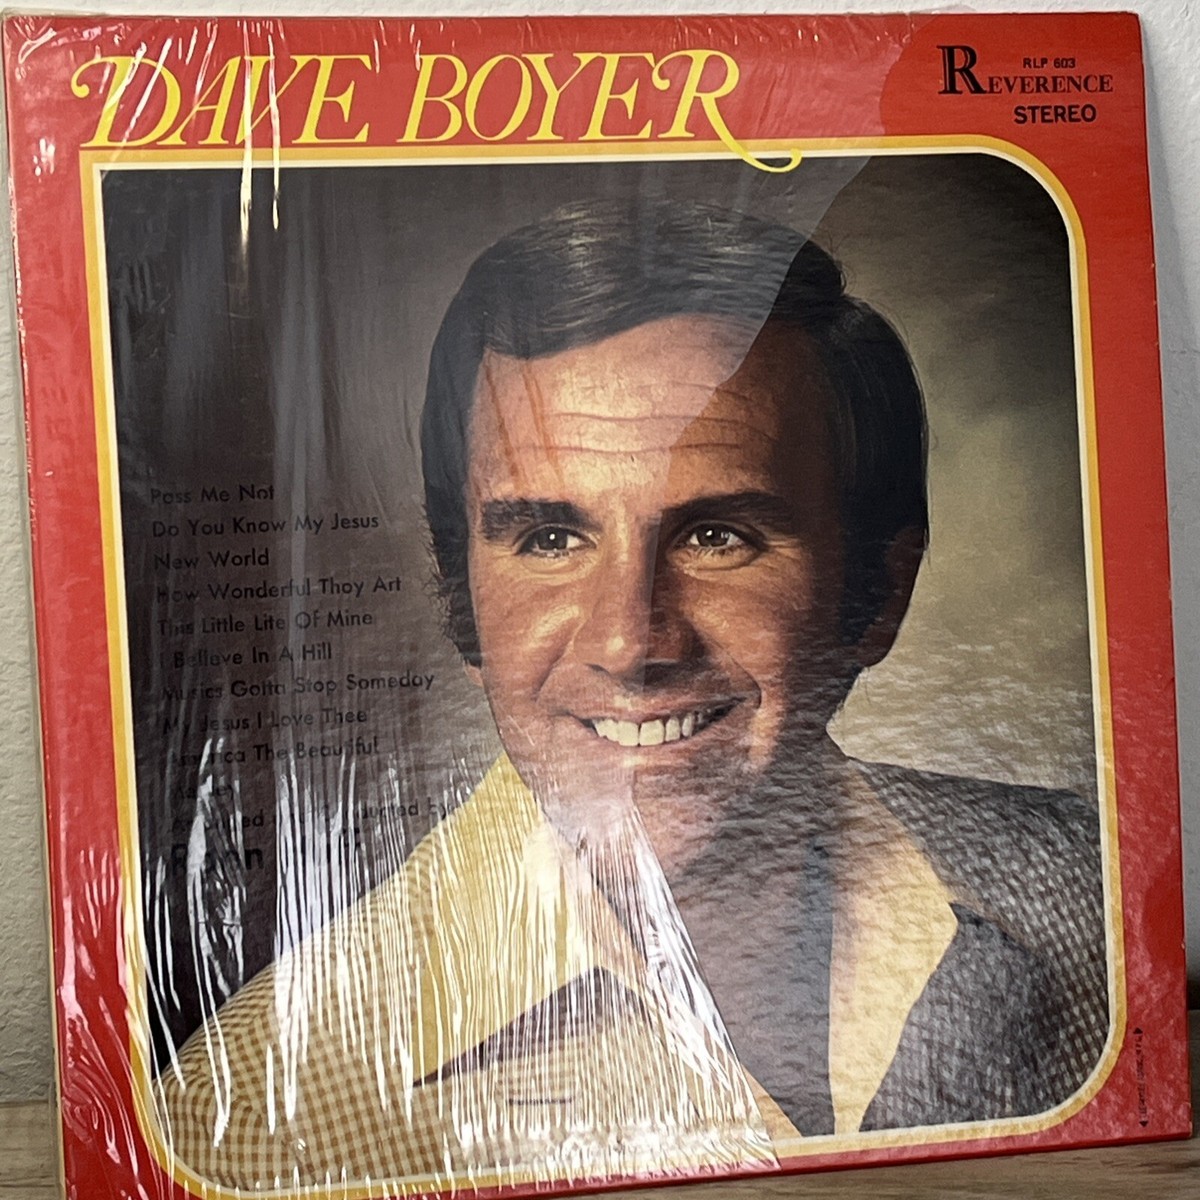 DAVE BOYER
RLP 603
REVERENCE
STEREO
Pass Me Not
Do You Know My Jesus
New World
How Wonderful Thoy Art
This Little Lite Of Mine
I Believe In A Hill
Musics Gotta Stop Someday
My Jesus I Love Thee
America The Beautiful
by